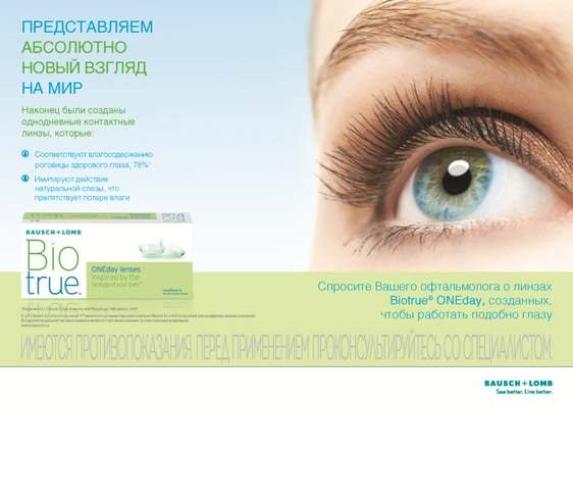 ПРЕДСТАВЛЯЕМ
АБСОЛЮТНО
НОВЫЙ ВЗГЛЯД
НА МИР
Наконец были созданы
однодневные контактные
линзы, которые:
Соответствуют влагосодержанию
роговицы здорового глаза, 78%
Имитируют действие
натуральной слезы, что
препятствует потере влаги
BAUSCH + LOMB
Bio
true
ONEday lenses
inspired by the
Спросите Вашего офтальмолога о линзах
Biotrue® ONEday, созданных,
чтобы работать подобно глазу
ИМЕЮТСЯ ПРОТИВОПОКАЗАНИЯ. ПЕРЕД ПРИМЕНЕНИЕМ ПРОКОНСУЛЬТИРУЙТЕСЬ СО СПЕЦИАЛИСТОМ.
BAUSCH + LOMB
See better. Live better.